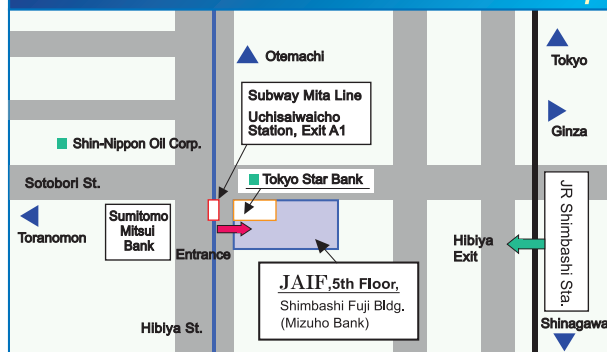 Otemachi
Tokyo
Subway Mita Line
Uchisaiwaicho
Station, Exit A1
Ginza
Shin-Nippon Oil Corp.
Tokyo Star Bank
Sotobori St.
JR Shimbashi Sta.
Sumitomo
Mitsui
Bank
Toranomon
Entrance
Hibiya
Exit
JAIF,5th Floor,
Shimbashi Fuji Bldg.
(Mizuho Bank)
Hibiya St.
Shinagawa